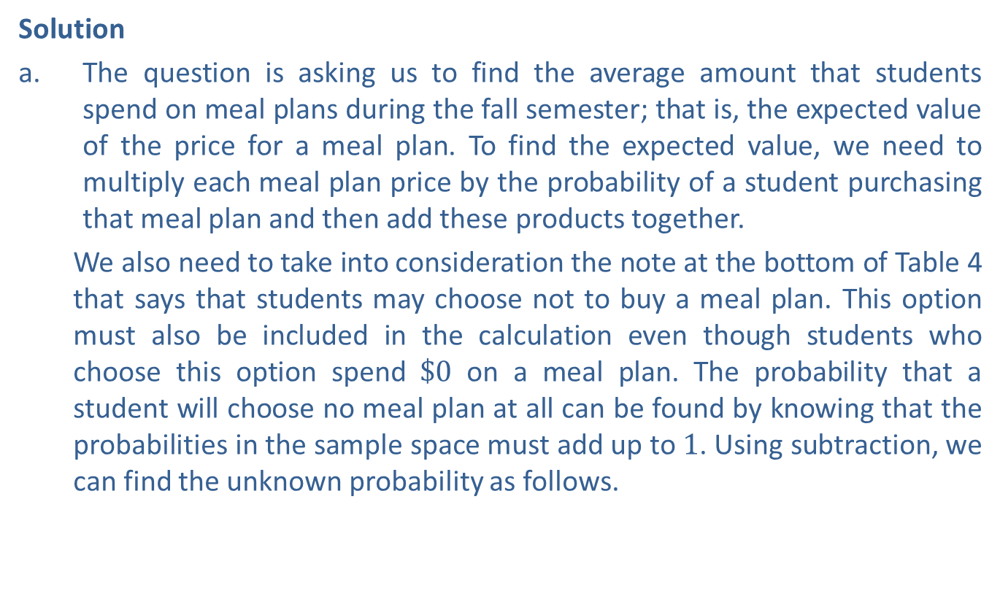 Solution
a. The question is asking us to find the average amount that students
spend on meal plans during the fall semester; that is, the expected value
of the price for a meal plan. To find the expected value, we need to
multiply each meal plan price by the probability of a student purchasing
that meal plan and then add these products together.
We also need to take into consideration the note at the bottom of Table 4
that says that students may choose not to buy a meal plan. This option
must also be included in the calculation even though students who
choose this option spend $0 on a meal plan. The probability that a
student will choose no meal plan at all can be found by knowing that the
probabilities in the sample space must add up to 1. Using subtraction, we
can find the unknown probability as follows.